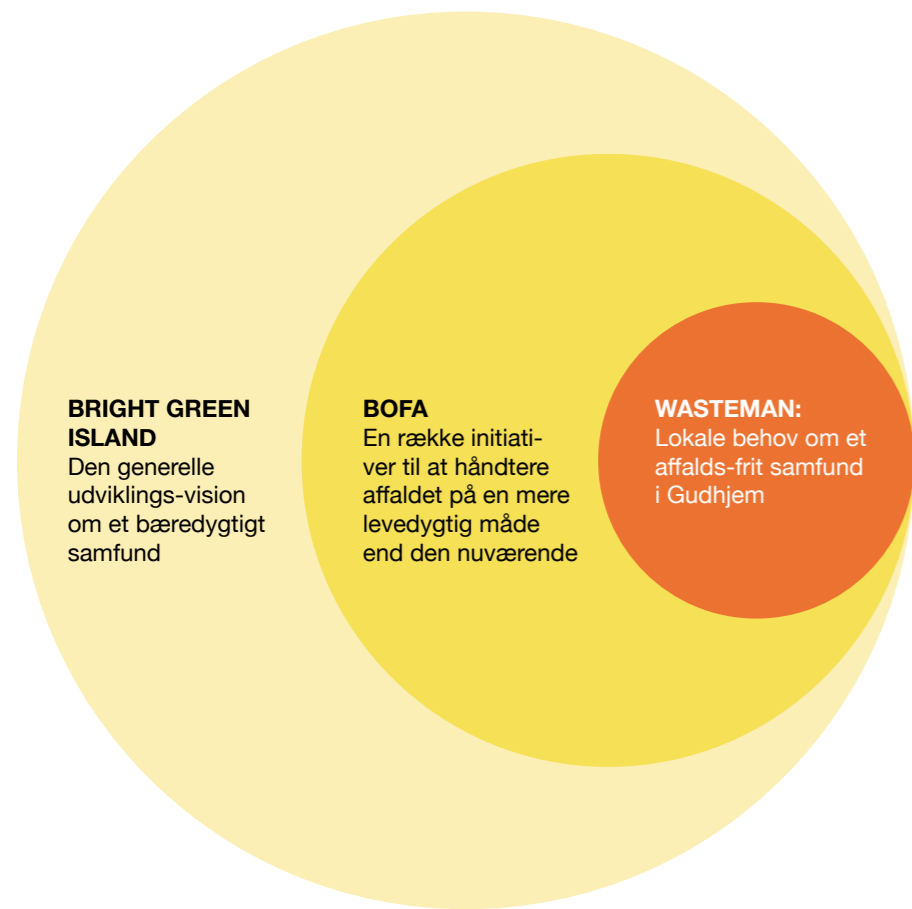 BRIGHT GREEN
ISLAND
Den generelle
udviklings-vision
om et bæredygtigt
samfund
BOFA
En række initiati-
ver til at håndtere
affaldet på en mere
levedygtig måde
end den nuværende
WASTEMAN:
Lokale behov om et
affalds-frit samfund
i Gudhjem